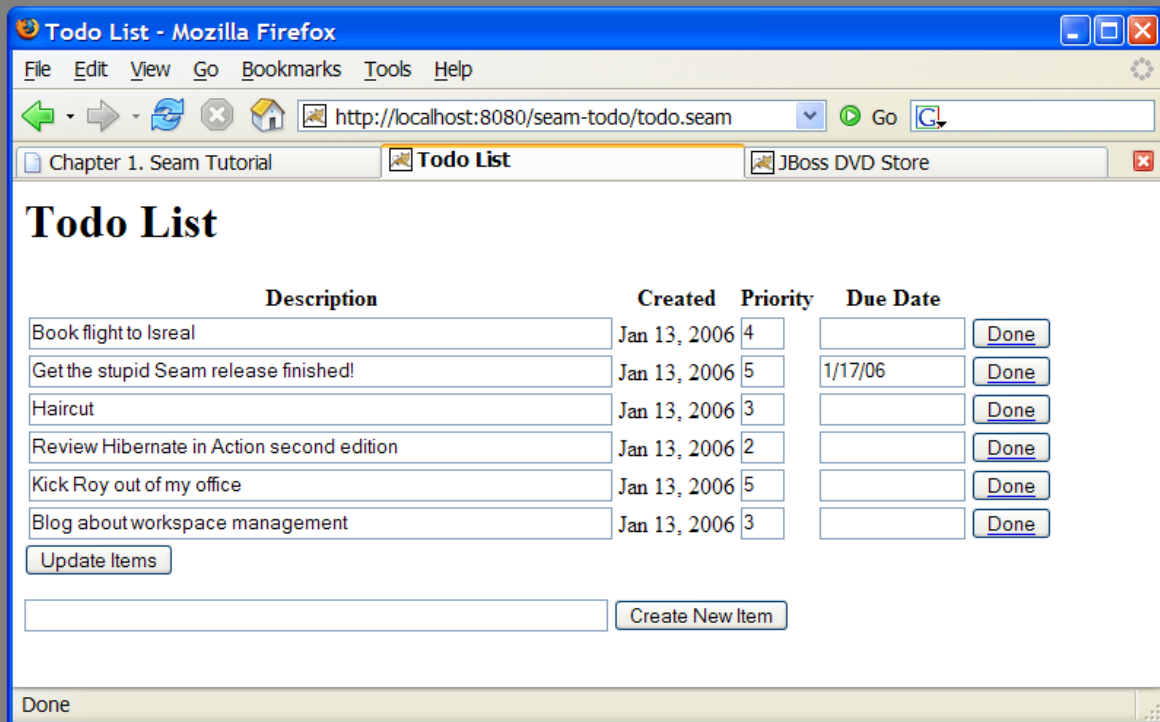 Todo List - Mozilla Firefox
File Edit View Go Bookmarks Tools Help
http://localhost:8080/seam-todo/todo.seam Go G
Chapter 1. Seam Tutorial Todo List JBoss DVD Store
Todo List
Description Created Priority Due Date
Book flight to Isreal Jan 13, 2006 4 Done
Get the stupid Seam release finished! Jan 13, 2006 5 1/17/06 Done
Haircut Jan 13, 2006 3 Done
Review Hibernate in Action second edition Jan 13, 2006 2 Done
Kick Roy out of my office Jan 13, 2006 5 Done
Blog about workspace management Jan 13, 2006 3 Done
Update Items
Create New Item
Done